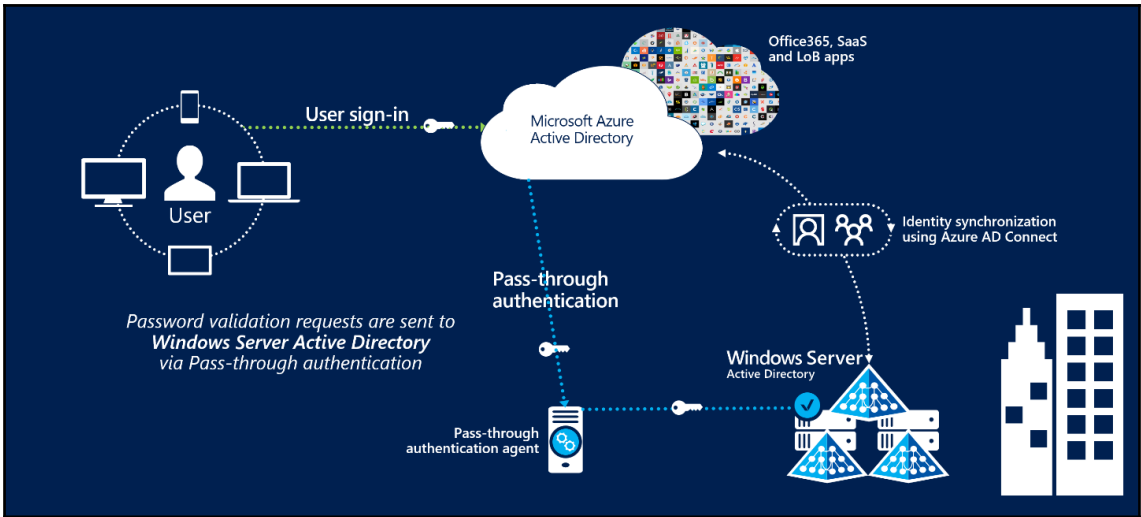 Office365, SaaS
and LoB apps
User sign-in
Microsoft Azure
Active Directory
User
Identity synchronization
using Azure AD Connect
Pass-through
authentication
Password validation requests are sent to
Windows Server Active Directory
via Pass-through authentication
Windows Server
Active Directory
Pass-through
authentication agent